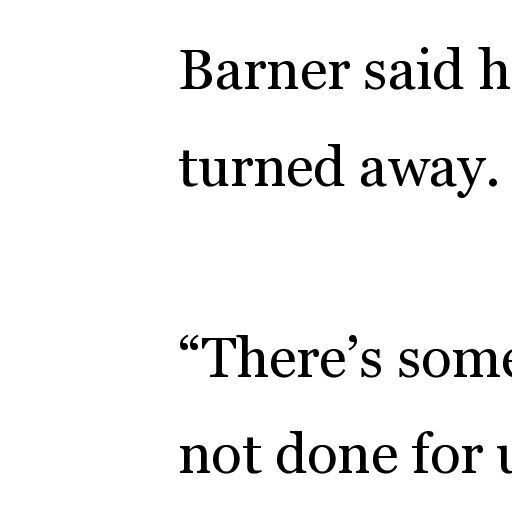 Barner said h
turned away.
“There’s some
not done for u